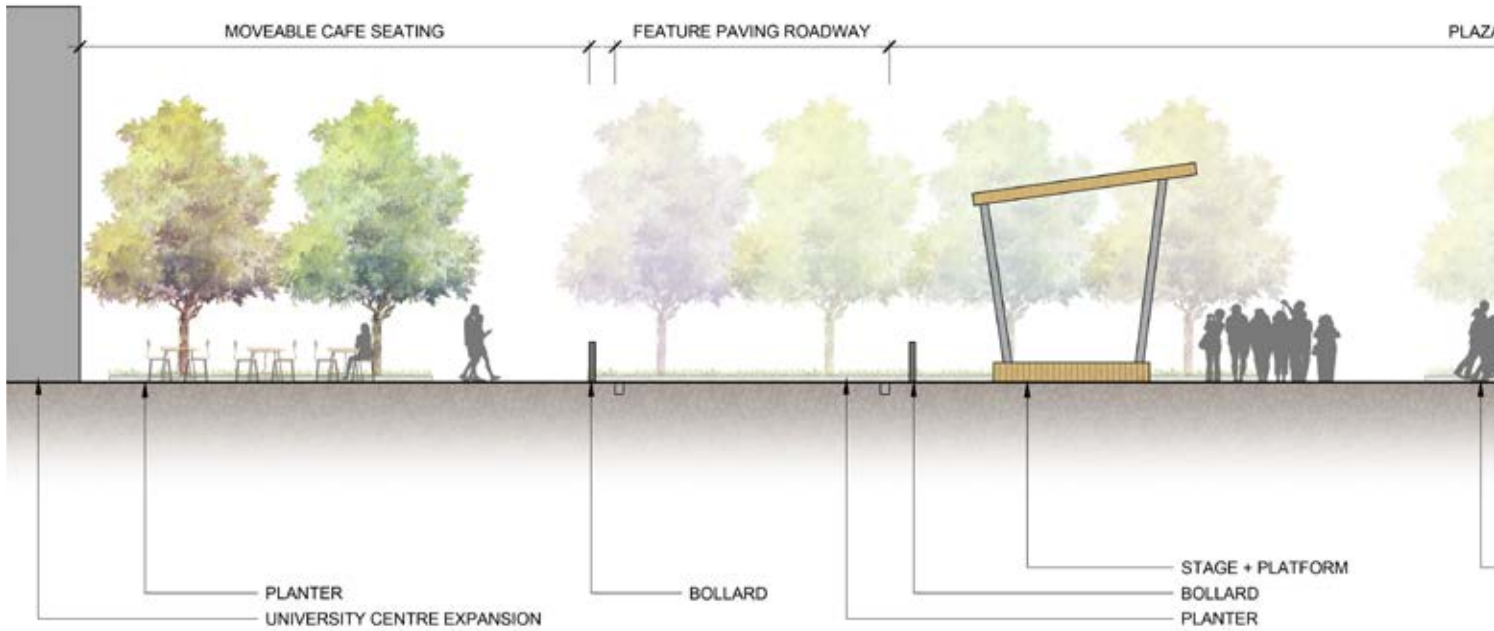 MOVEABLE CAFE SEATING
FEATURE PAVING ROADWAY
STAGE + PLATFORM
PLANTER
BOLLARD
BOLLARD
UNIVERSITY CENTRE EXPANSION
PLANTER